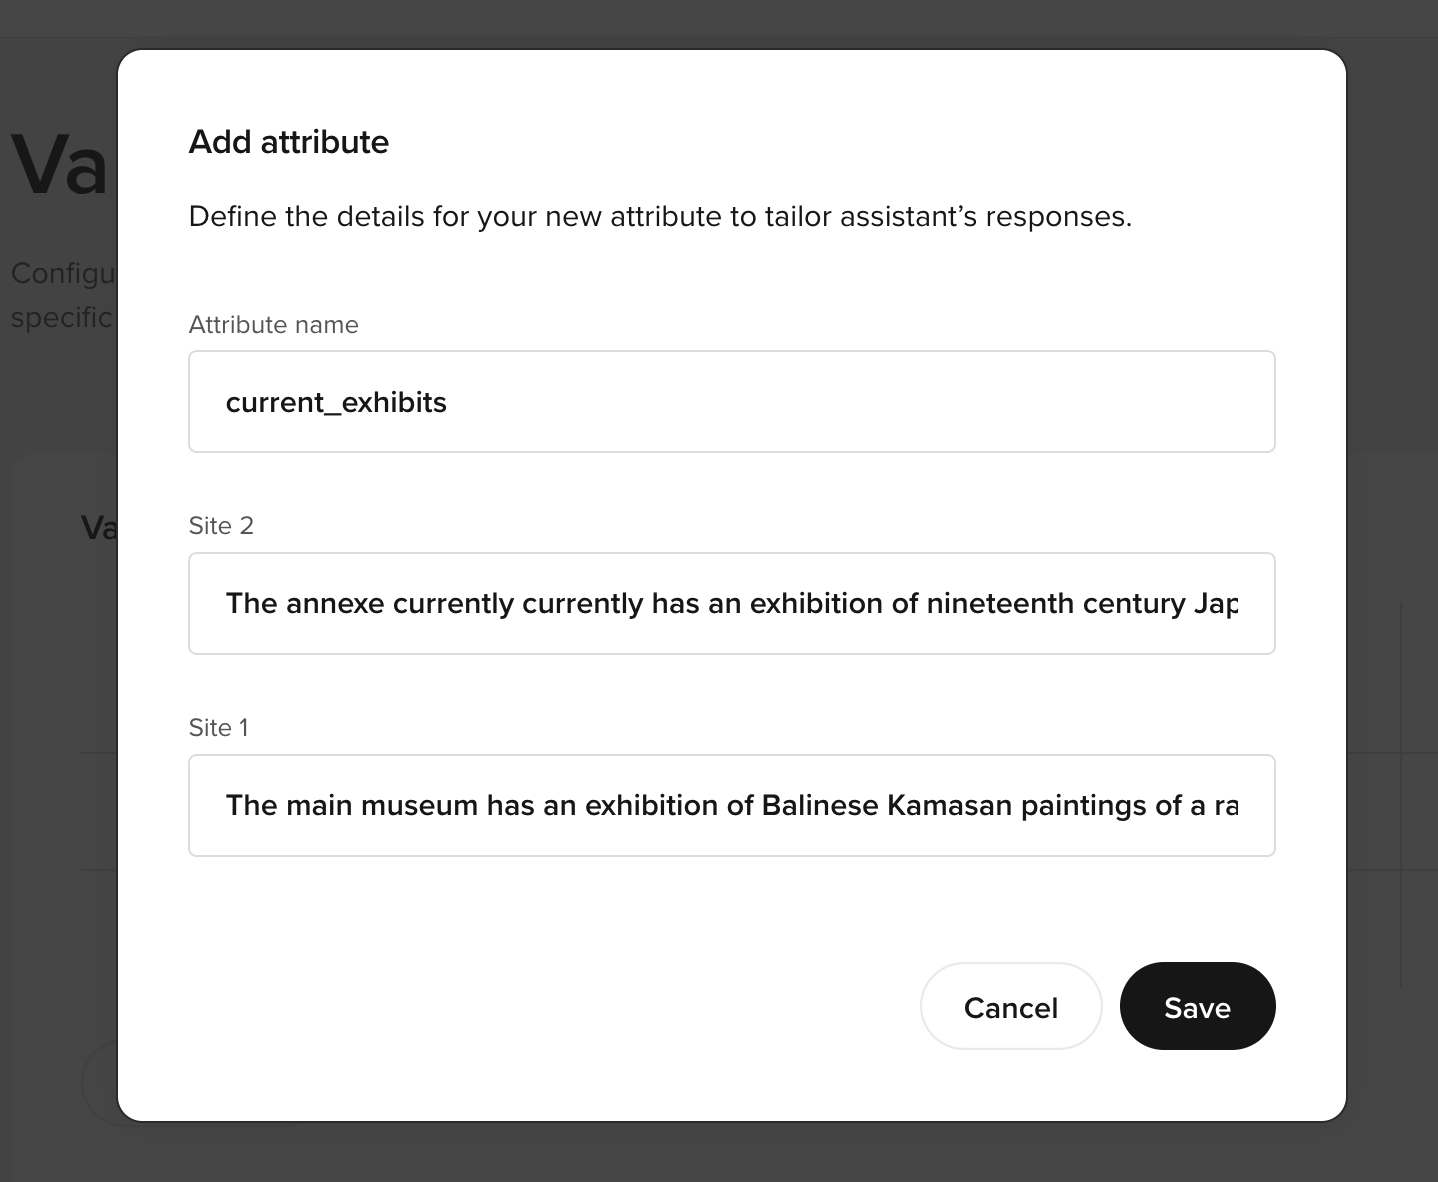 Add attribute
Define the details for your new attribute to tailor assistant’s responses.
Attribute name
current_exhibits
Site 2
The annexe currently currently has an exhibition of nineteenth century Jap
Site 1
The main museum has an exhibition of Balinese Kamasan paintings of a ra
Cancel
Save
Va
Configu
specific
Va